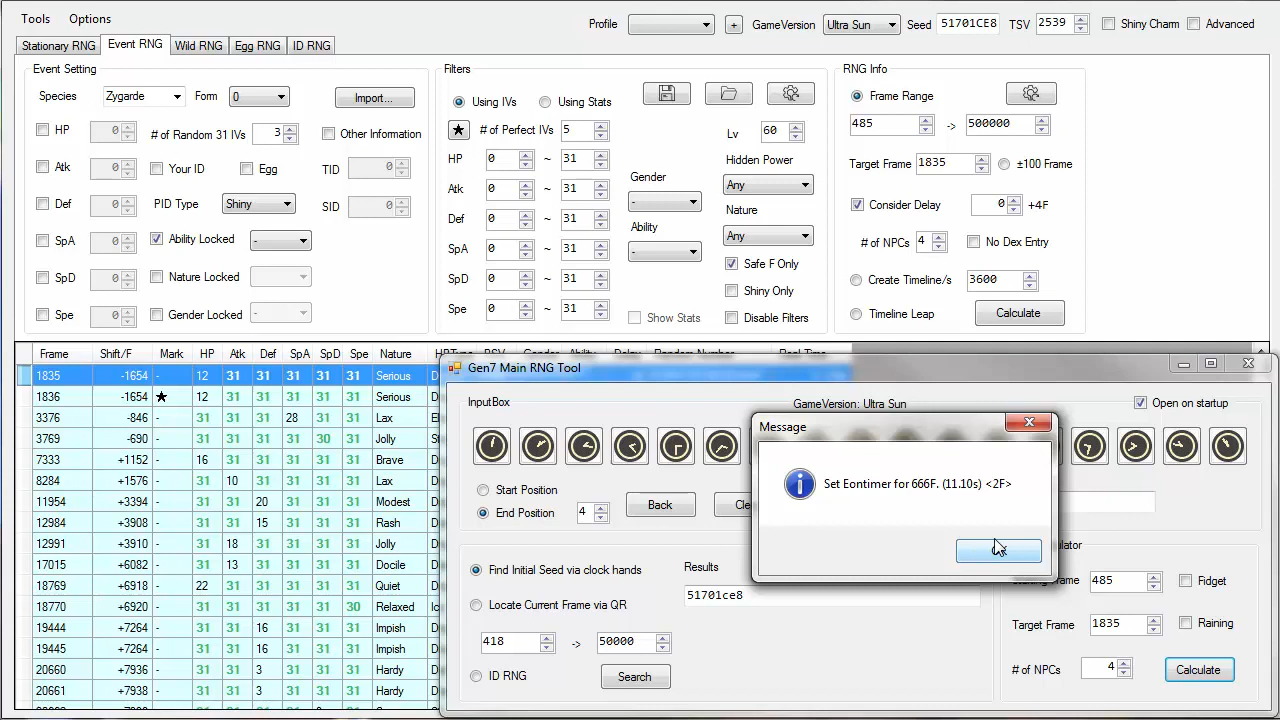 Tools Options
Profile + GameVersion Ultra Sun Seed 51701CE8 TSV 2539 Shiny Charm Advanced
Stationary RNG Event RNG Wild RNG Egg RNG ID RNG
Event Setting Filters RNG Info
Species Zygarde Form 0 Import... Using IVs Using Stats Frame Range
HP 0 # of Random 31 IVs 3 Other Information ★ # of Perfect IVs 5 Lv 60 485 -> 500000
Atk 0 Your ID Egg TID 0 HP 0 ~ 31 Hidden Power Target Frame 1835 ±100 Frame
Def 0 PID Type Shiny SID 0 Atk 0 ~ 31 Gender Any Consider Delay 0 +4F
SpA 0 Ability Locked - Def 0 ~ 31 - Nature # of NPCs 4 No Dex Entry
SpD 0 Nature Locked SpA 0 ~ 31 Ability Any Create Timeline/s 3600
Spe 0 Gender Locked - SpD 0 ~ 31 - Safe F Only Timeline Leap Calculate
Spe 0 ~ 31 Shiny Only
Show Stats Disable Filters
Frame Shift/F Mark HP Atk Def SpA SpD Spe Nature
1835 -1654 - 12 31 31 31 31 31 Serious
1836 -1654 ★ 12 31 31 31 31 31 Serious
3376 -846 - 31 31 31 28 31 31 Lax
3769 -690 - 31 31 31 31 30 31 Jolly
7333 +1152 - 16 31 31 31 31 31 Brave
8284 +1576 - 31 10 31 31 31 31 Lax
11954 +3394 - 31 31 20 31 31 31 Modest
12984 +3908 - 31 31 15 31 31 31 Rash
12991 +3910 - 31 18 31 31 31 31 Jolly
17015 +6082 - 31 13 31 31 31 31 Docile
18769 +6918 - 22 31 31 31 31 31 Quiet
18770 +6920 - 31 31 31 31 31 30 Relaxed
19444 +7264 - 31 31 16 31 31 31 Impish
19445 +7264 - 31 31 16 31 31 31 Impish
20660 +7936 - 31 31 3 31 31 31 Hardy
20661 +7938 - 31 31 3 31 31 31 Hardy
Gen7 Main RNG Tool
InputBox GameVersion: Ultra Sun Open on startup
Start Position
End Position 4 Back
Find Initial Seed via clock hands Results
51701ce8
Locate Current Frame via QR
418 -> 50000
ID RNG Search
Message
Set Eontimer for 666F. (11.10s) <2F>
485 Fidget
Target Frame 1835 Raining
# of NPCs 4 Calculate